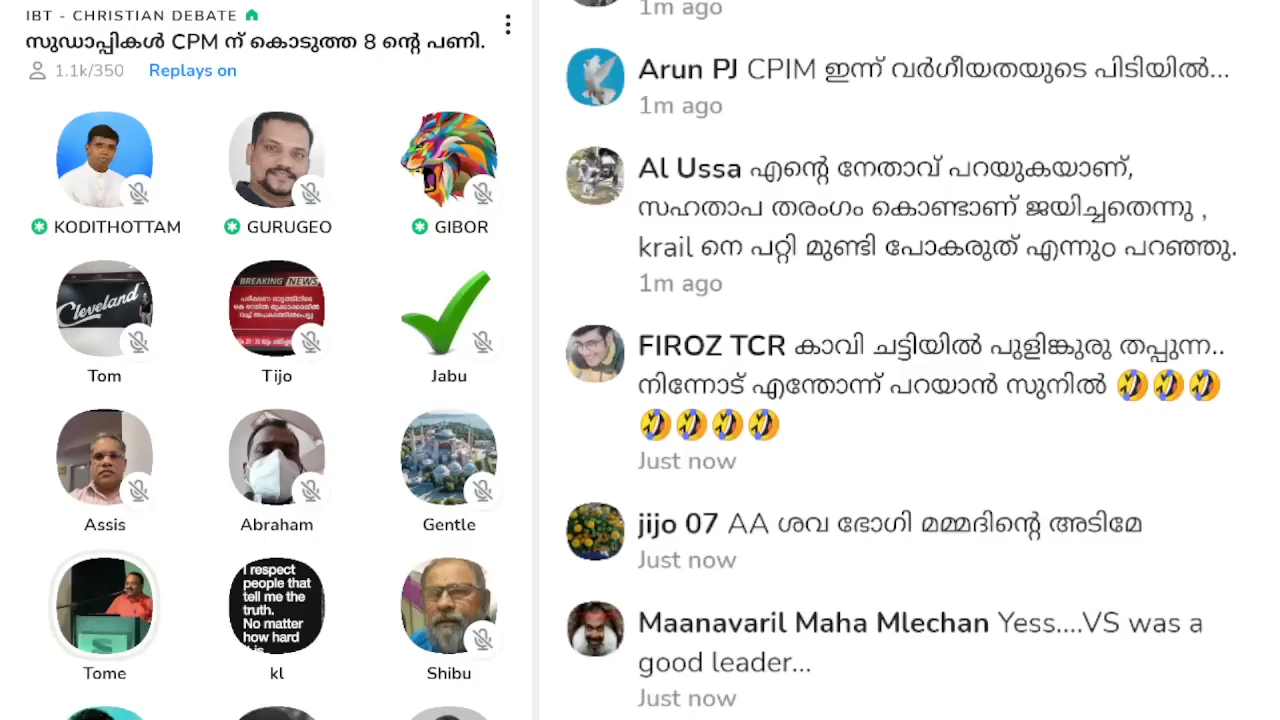 IBT - CHRISTIAN DEBATE
സുഡാപ്പികൾ CPM ന് കൊടുത്ത 8 ൻ്റെ പണി.
1.1k/350 Replays on
KODITHOTTAM GURUGEO GIBOR
Cleveland
BREAKING NEWS
Tom Tijo Jabu
Assis Abraham Gentle
I respect
people that
tell me the
truth.
No matter
how hard
Tome kl Shibu
1m ago
Arun PJ CPIM ഇന്ന് വർഗീയതയുടെ പിടിയിൽ...
1m ago
Al Ussa എൻ്റെ നേതാവ് പറയുകയാണ്,
സഹതാപ തരംഗം കൊണ്ടാണ് ജയിച്ചതെന്നു ,
krail നെ പറ്റി മുണ്ടി പോകരുത് എന്നുo പറഞ്ഞു.
1m ago
FIROZ TCR കാവി ചട്ടിയിൽ പുളിങ്കുരു തപ്പുന്ന..
നിന്നോട് എന്തോന്ന് പറയാൻ സുനിൽ 🤣🤣🤣
🤣🤣🤣🤣
Just now
jijo 07 AA ശവ ഭോഗി മമ്മദിൻ്റെ അടിമേ
Just now
Maanavaril Maha Mlechan Yess....VS was a
good leader...
Just now